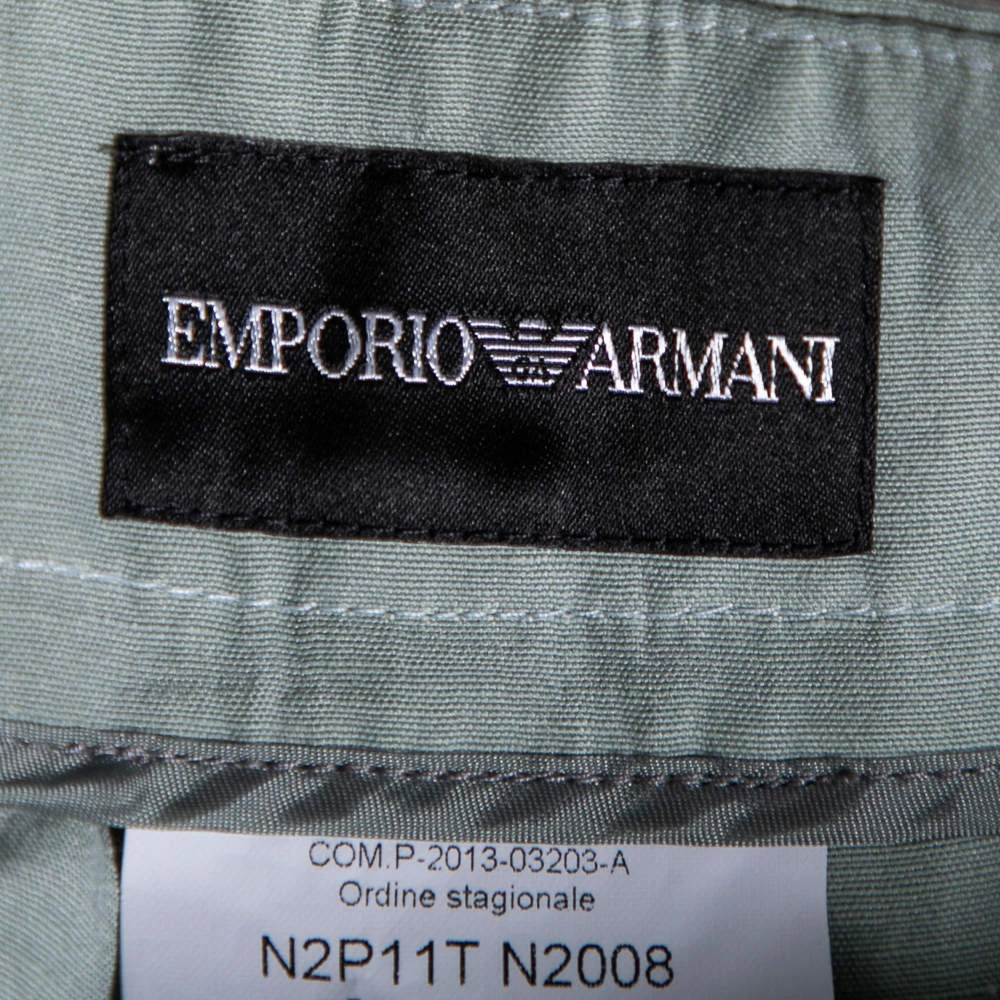 EMPORIO ARMANI
COM.P-2013-03203-A
Ordine stagionale
N2P11T N2008